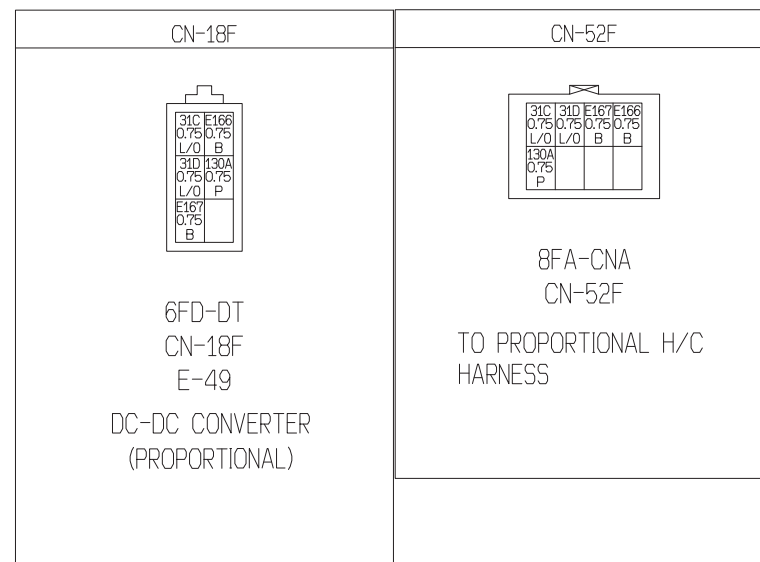 CN-18F
31C E166
0.75 0.75
L/O B
31D 130A
0.75 0.75
L/O P
E167
0.75
B
6FD-DT
CN-18F
E-49
DC-DC CONVERTER
(PROPORTIONAL)
CN-52F
31C 31D E167 E166
0.75 0.75 0.75 0.75
L/O L/O B B
130A
0.75
P
8FA-CNA
CN-52F
TO PROPORTIONAL H/C
HARNESS